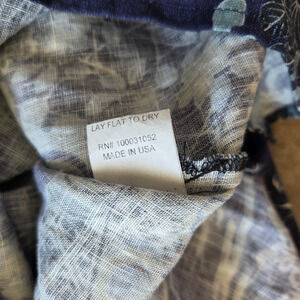 LAY FLAT TO DRY
RN# 100031052
MADE IN USA